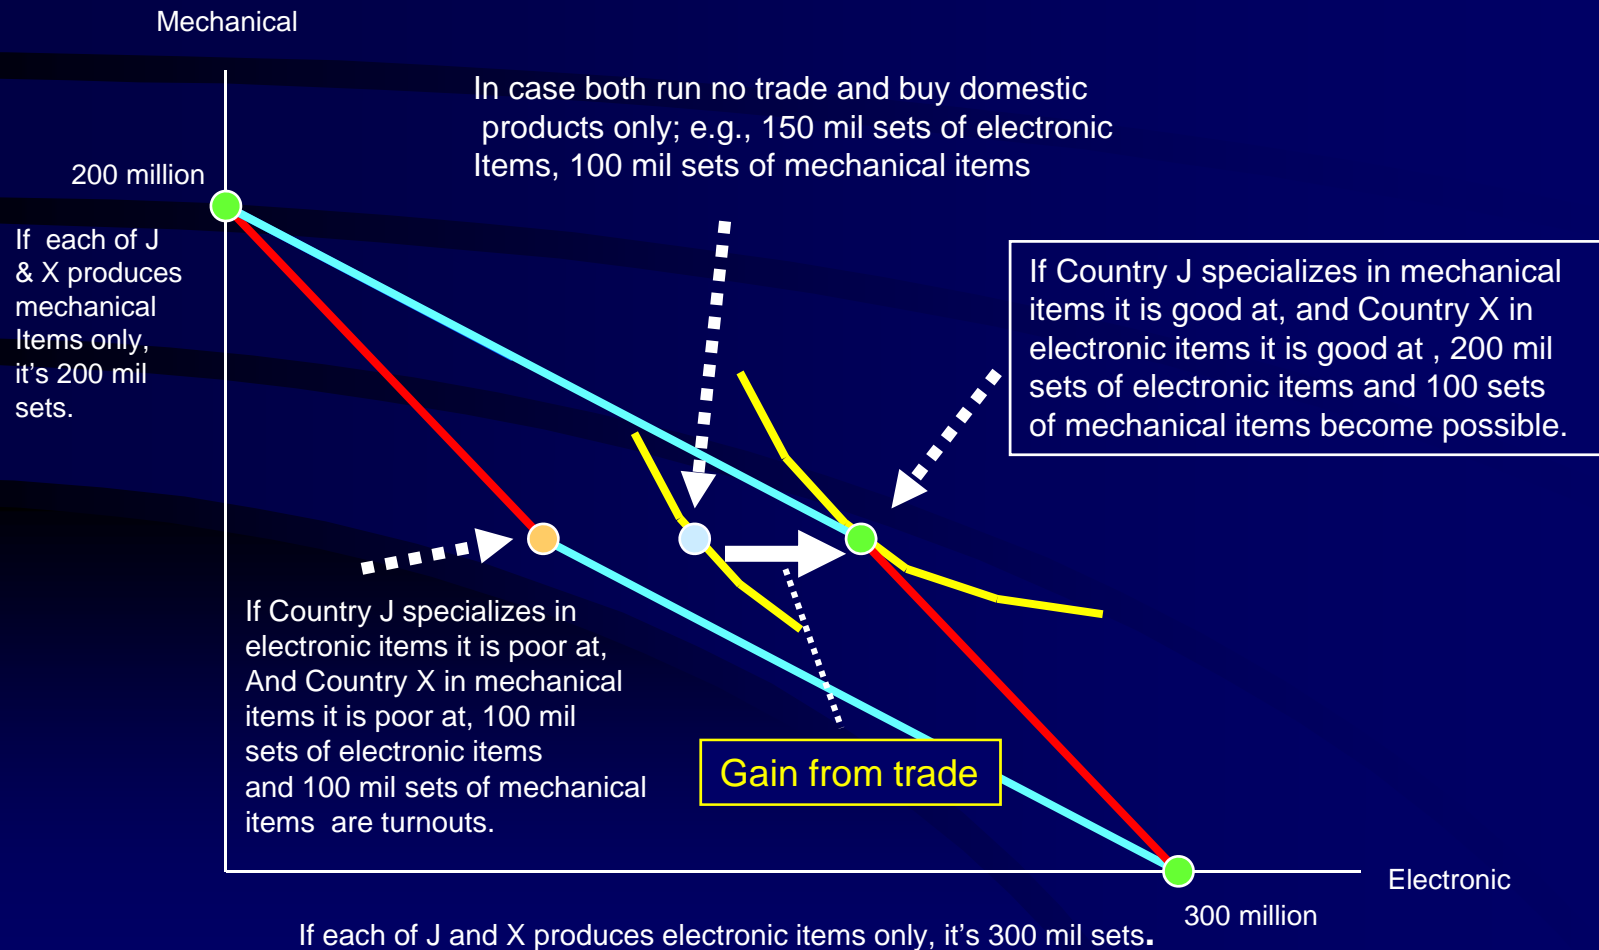 Mechanical
In case both run no trade and buy domestic
products only; e.g., 150 mil sets of electronic
Items, 100 mil sets of mechanical items
200 million
If each of J
& X produces
mechanical
Items only,
it's 200 mil
sets.
If Country J specializes in mechanical
items it is good at, and Country X in
electronic items it is good at , 200 mil
sets of electronic items and 100 sets
of mechanical items become possible.
If Country J specializes in
electronic items it is poor at,
And Country X in mechanical
items it is poor at, 100 mil
sets of electronic items
and 100 mil sets of mechanical
items are turnouts.
Gain from trade
Electronic
300 million
If each of J and X produces electronic items only, it's 300 mil sets.